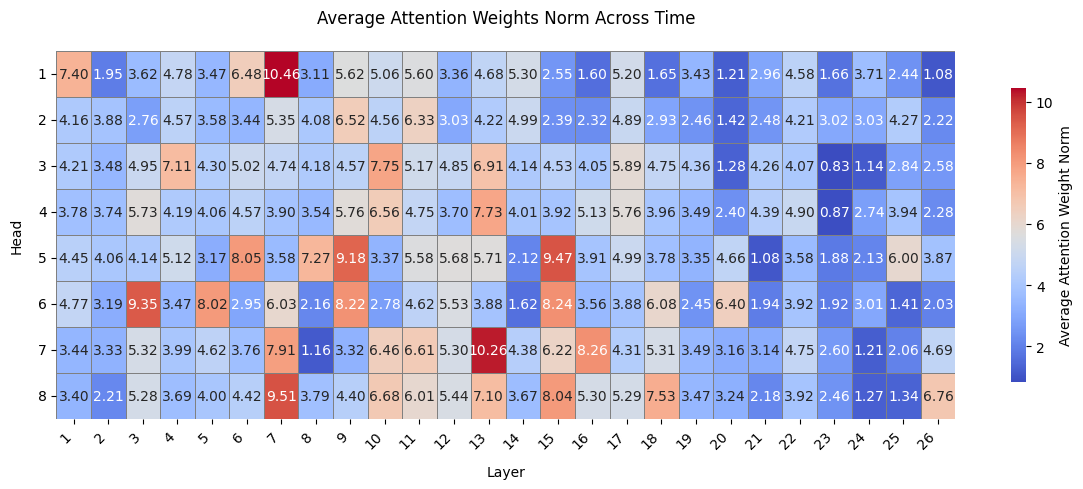 Average Attention Weights Norm Across Time
Head
1 7.40 1.95 3.62 4.78 3.47 6.48 10.46 3.11 5.62 5.06 5.60 3.36 4.68 5.30 2.55 1.60 5.20 1.65 3.43 1.21 2.96 4.58 1.66 3.71 2.44 1.08
2 4.16 3.88 2.76 4.57 3.58 3.44 5.35 4.08 6.52 4.56 6.33 3.03 4.22 4.99 2.39 2.32 4.89 2.93 2.46 1.42 2.48 4.21 3.02 3.03 4.27 2.22
3 4.21 3.48 4.95 7.11 4.30 5.02 4.74 4.18 4.57 7.75 5.17 4.85 6.91 4.14 4.53 4.05 5.89 4.75 4.36 1.28 4.26 4.07 0.83 1.14 2.84 2.58
4 3.78 3.74 5.73 4.19 4.06 4.57 3.90 3.54 5.76 6.56 4.75 3.70 7.73 4.01 3.92 5.13 5.76 3.96 3.49 2.40 4.39 4.90 0.87 2.74 3.94 2.28
5 4.45 4.06 4.14 5.12 3.17 8.05 3.58 7.27 9.18 3.37 5.58 5.68 5.71 2.12 9.47 3.91 4.99 3.78 3.35 4.66 1.08 3.58 1.88 2.13 6.00 3.87
6 4.77 3.19 9.35 3.47 8.02 2.95 6.03 2.16 8.22 2.78 4.62 5.53 3.88 1.62 8.24 3.56 3.88 6.08 2.45 6.40 1.94 3.92 1.92 3.01 1.41 2.03
7 3.44 3.33 5.32 3.99 4.62 3.76 7.91 1.16 3.32 6.46 6.61 5.30 10.26 4.38 6.22 8.26 4.31 5.31 3.49 3.16 3.14 4.75 2.60 1.21 2.06 4.69
8 3.40 2.21 5.28 3.69 4.00 4.42 9.51 3.79 4.40 6.68 6.01 5.44 7.10 3.67 8.04 5.30 5.29 7.53 3.47 3.24 2.18 3.92 2.46 1.27 1.34 6.76
1 2 3 4 5 6 7 8 9 10 11 12 13 14 15 16 17 18 19 20 21 22 23 24 25 26
Layer
10
8
6
4
2
Average Attention Weight Norm